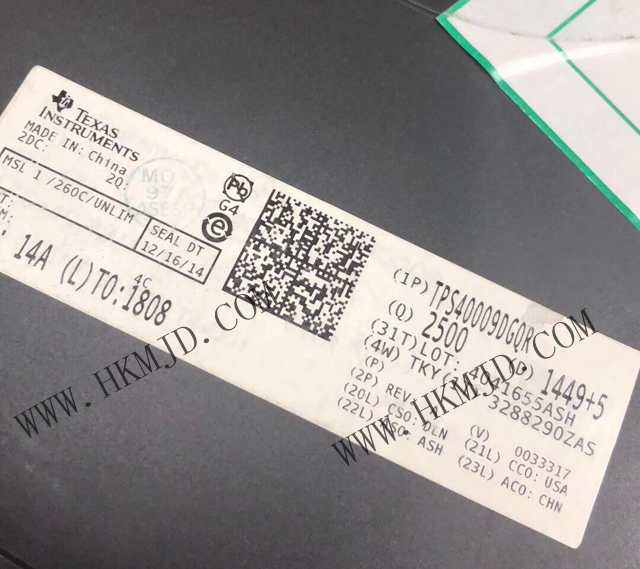 TEXAS
INSTRUMENTS
MADE IN: China
2DC: 2Q:
MSL 1 /260C/UNLIM
SEAL DT
12/16/14
Pb
G4
e
4C
14A (L)TO:1808
(1P) TPS40009DGQR
(Q) 2500 1449+5
(31T)LOT: 1655ASH
(4W) TKY 3288290ZAS
(P)
(2P) REV (V) 0033317
(20L) CSO: DLN (21L) CCO: USA
(22L) ASO: ASH (23L) ACO: CHN
WWW.HKMJD.COM
WWW.HKMJD.COM